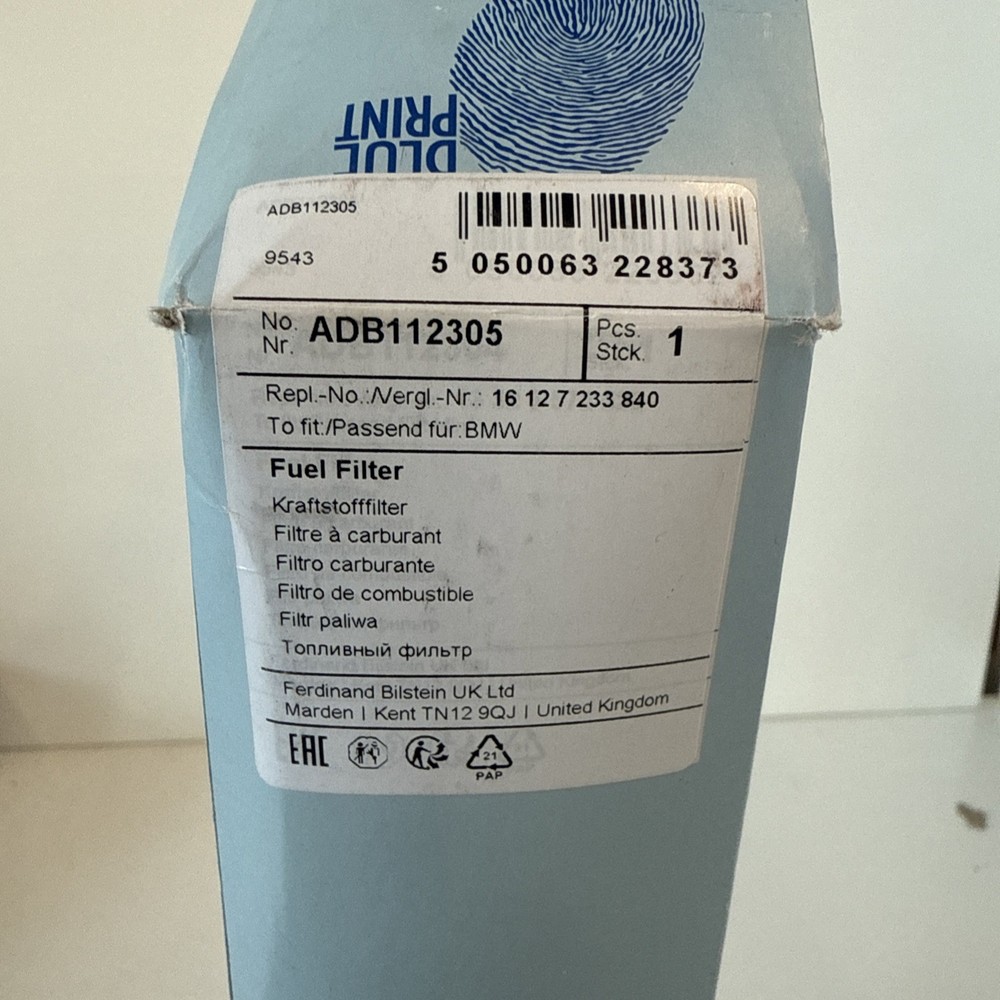 BLUE
PRINT
ADB112305
9543
5 050063 228373
No.
Nr.
ADB112305
Pcs.
Stck.
1
Repl.-No.:/Vergl.-Nr.: 16 12 7 233 840
To fit:/Passend für:BMW
Fuel Filter
Kraftstofffilter
Filtre à carburant
Filtro carburante
Filtro de combustible
Filtr paliwa
Топливный фильтр
Ferdinand Bilstein UK Ltd
Marden | Kent TN12 9QJ | United Kingdom
EAC
21
PAP